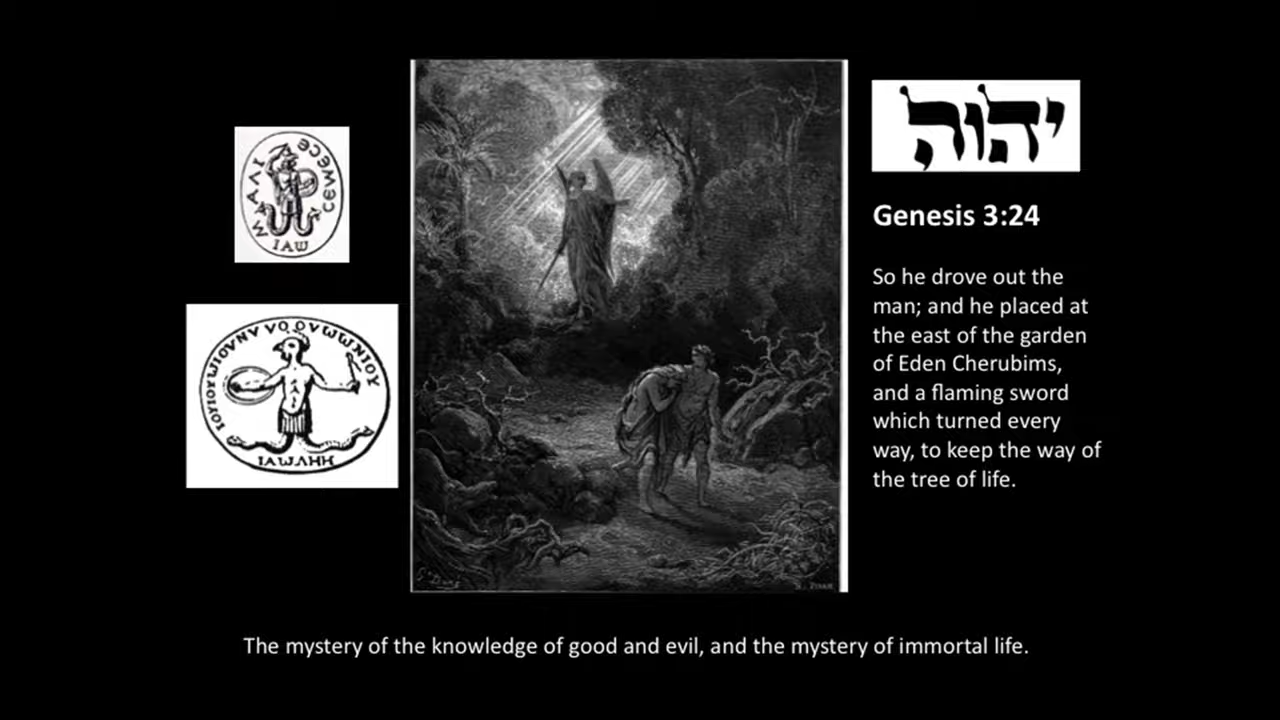 יהוה
Genesis 3:24
So he drove out the
man; and he placed at
the east of the garden
of Eden Cherubims,
and a flaming sword
which turned every
way, to keep the way of
the tree of life.
ΙΑω
ΙΑωΛΗΗ
G. Doré
The mystery of the knowledge of good and evil, and the mystery of immortal life.